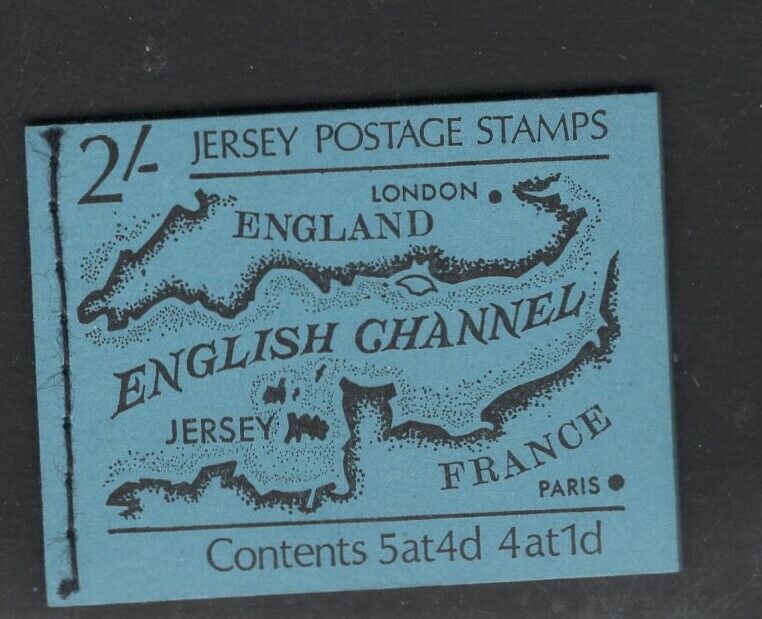 2/- JERSEY POSTAGE STAMPS
LONDON
ENGLAND
ENGLISH CHANNEL
JERSEY
FRANCE
PARIS
Contents 5at4d 4at1d